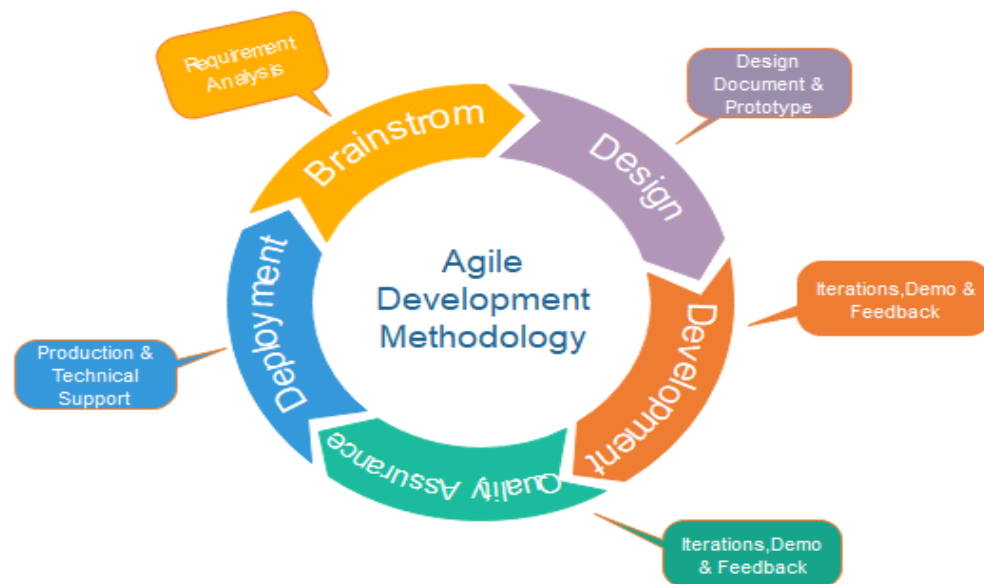 Requirement
Analysis
Brainstrom
Design
Document &
Prototype
Design
Iterations,Demo &
Feedback
Development
Iterations,Demo
& Feedback
Quality Assurance
Production &
Technical
Support
Deployment
Agile
Development
Methodology